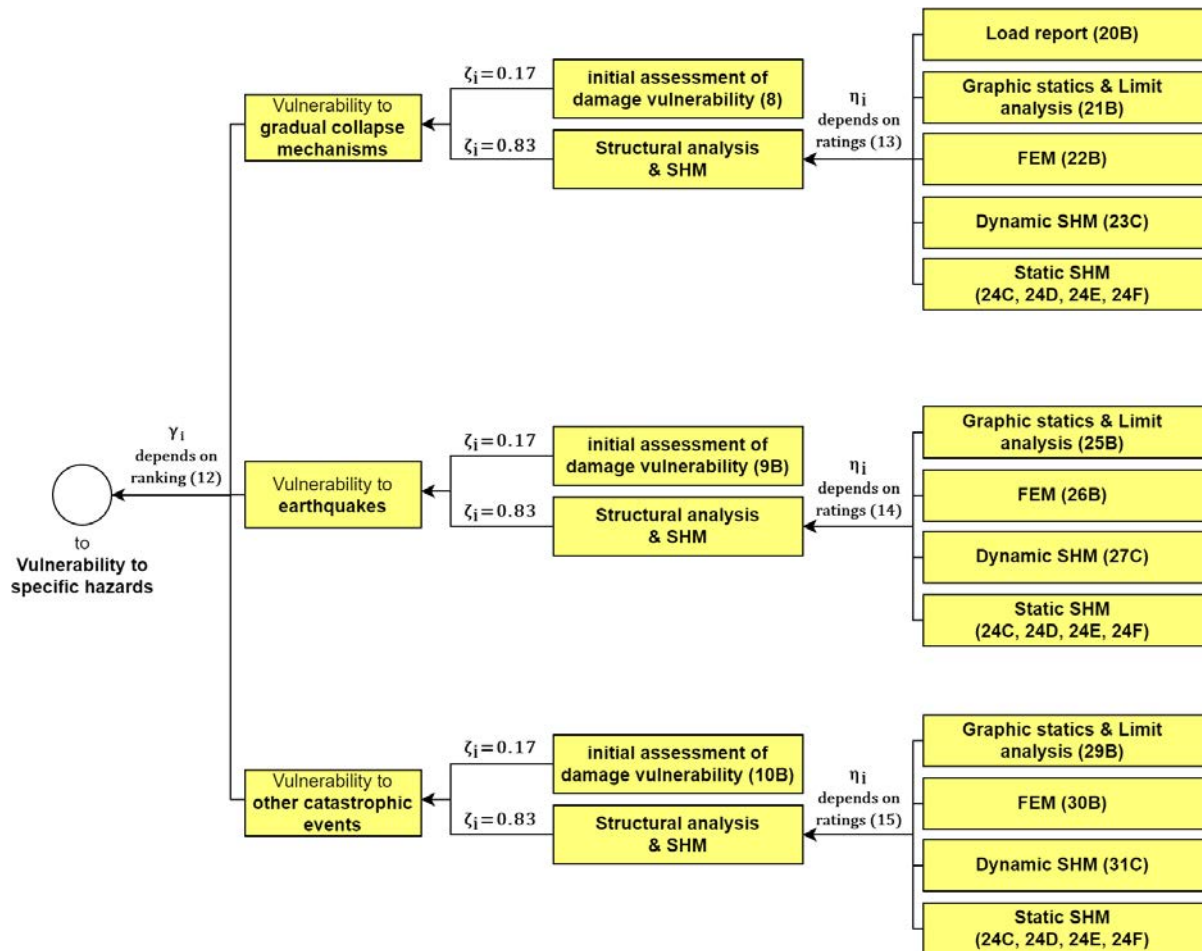 Load report (20B)
ζi=0.17
initial assessment of
damage vulnerability (8)
Graphic statics & Limit
analysis (21B)
Vulnerability to
gradual collapse
mechanisms
ηi
depends on
ratings (13)
ζi=0.83
Structural analysis
& SHM
FEM (22B)
Dynamic SHM (23C)
Static SHM
(24C, 24D, 24E, 24F)
γi
depends on
ranking (12)
to
Vulnerability to
specific hazards
Graphic statics & Limit
analysis (25B)
ζi=0.17
initial assessment of
damage vulnerability (9B)
Vulnerability to
earthquakes
ηi
depends on
ratings (14)
FEM (26B)
ζi=0.83
Structural analysis
& SHM
Dynamic SHM (27C)
Static SHM
(24C, 24D, 24E, 24F)
Graphic statics & Limit
analysis (29B)
ζi=0.17
initial assessment of
damage vulnerability (10B)
Vulnerability to
other catastrophic
events
ηi
depends on
ratings (15)
FEM (30B)
ζi=0.83
Structural analysis
& SHM
Dynamic SHM (31C)
Static SHM
(24C, 24D, 24E, 24F)